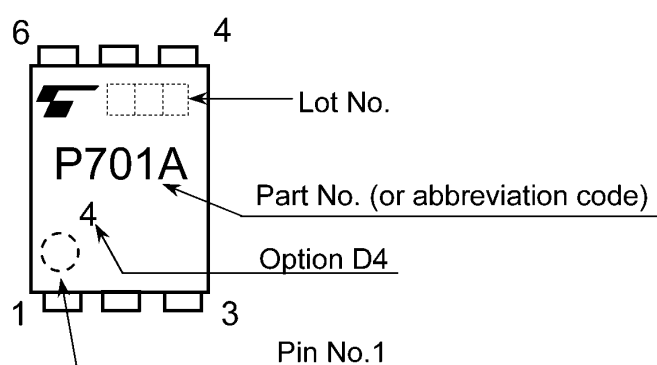 6 4
Lot No.
P701A
Part No. (or abbreviation code)
4
Option D4
1 3
Pin No.1